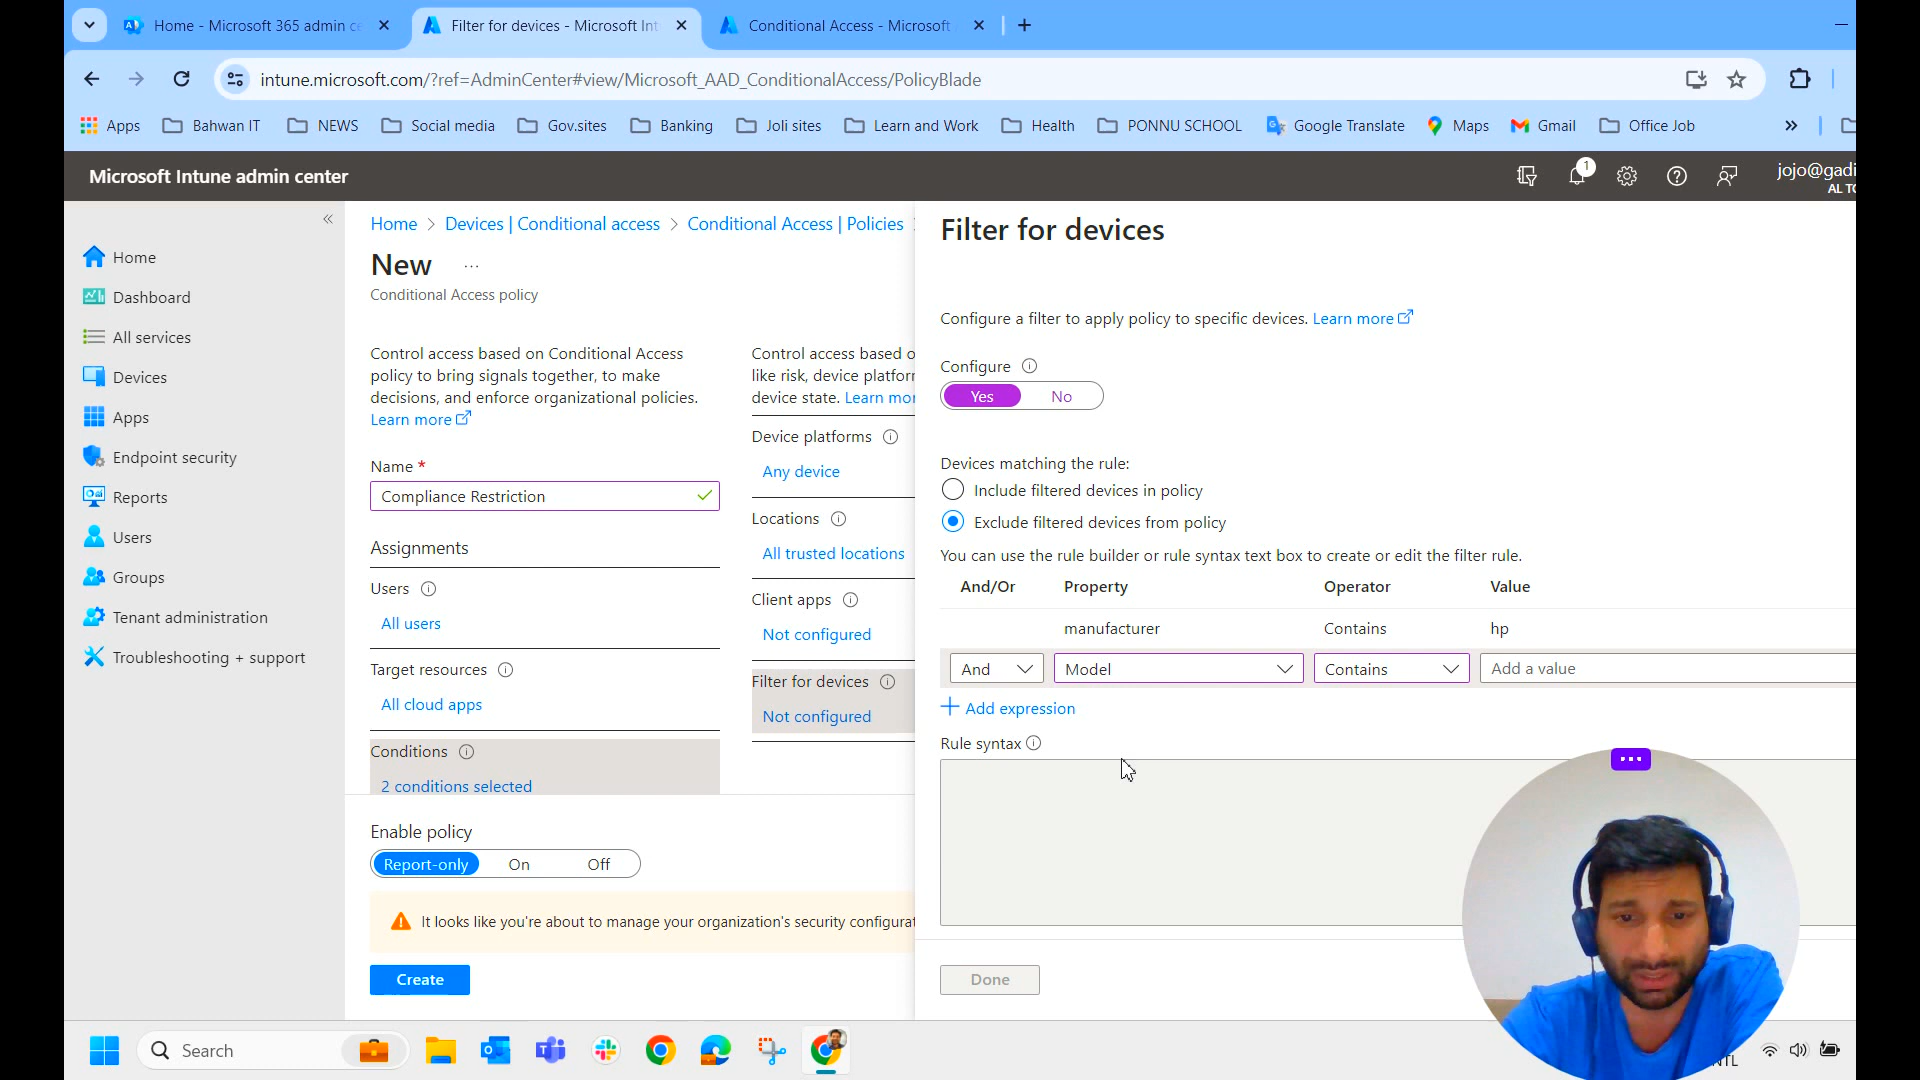 Home - Microsoft 365 admin ce
Filter for devices - Microsoft Int
Conditional Access - Microsoft
intune.microsoft.com/?ref=AdminCenter#view/Microsoft_AAD_ConditionalAccess/PolicyBlade
Apps
Bahwan IT
NEWS
Social media
Gov.sites
Banking
Joli sites
Learn and Work
Health
PONNU SCHOOL
Google Translate
Maps
Gmail
Office Job
Microsoft Intune admin center
1
jojo@gadi
AL TO
Home
Dashboard
All services
Devices
Apps
Endpoint security
Reports
Users
Groups
Tenant administration
Troubleshooting + support
Home > Devices | Conditional access > Conditional Access | Policies
New ...
Conditional Access policy
Control access based on Conditional Access
policy to bring signals together, to make
decisions, and enforce organizational policies.
Learn more
Name *
Compliance Restriction
Assignments
Users
All users
Target resources
All cloud apps
Conditions
2 conditions selected
Control access based o
like risk, device platform
device state. Learn mor
Device platforms
Any device
Locations
All trusted locations
Client apps
Not configured
Filter for devices
Not configured
Enable policy
Report-only On Off
It looks like you're about to manage your organization's security configurat
Create
Filter for devices
Configure a filter to apply policy to specific devices. Learn more
Configure
Yes No
Devices matching the rule:
Include filtered devices in policy
Exclude filtered devices from policy
You can use the rule builder or rule syntax text box to create or edit the filter rule.
And/Or Property Operator Value
manufacturer Contains hp
And Model Contains Add a value
+ Add expression
Rule syntax
Done
Search